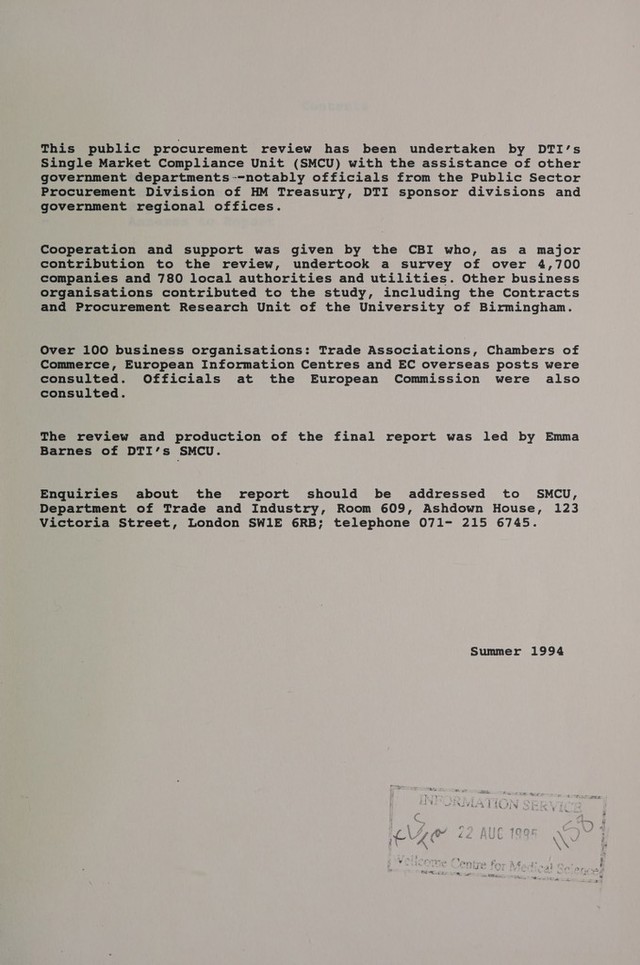 This public procurement review has been undertaken by DTI's
Single Market Compliance Unit (SMCU) with the assistance of other
government departments--notably officials from the Public Sector
Procurement Division of HM Treasury, DTI sponsor divisions and
government regional offices.
Cooperation and support was given by the CBI who, as a major
contribution to the review, undertook a survey of over 4,700
companies and 780 local authorities and utilities. Other business
organisations contributed to the study, including the Contracts
and Procurement Research Unit of the University of Birmingham.
Over 100 business organisations: Trade Associations, Chambers of
Commerce, European Information Centres and EC overseas posts were
consulted. Officials at the European Commission were also
consulted.
The review and production of the final report was led by Emma
Barnes of DTI's SMCU.
Enquiries about the report should be addressed to SMCU,
Department of Trade and Industry, Room 609, Ashdown House, 123
Victoria Street, London SW1E 6RB; telephone 071- 215 6745.
Summer 1994
INFORMATION SERVICE
22 AUG 1995
Wellcome Centre for Medical Science